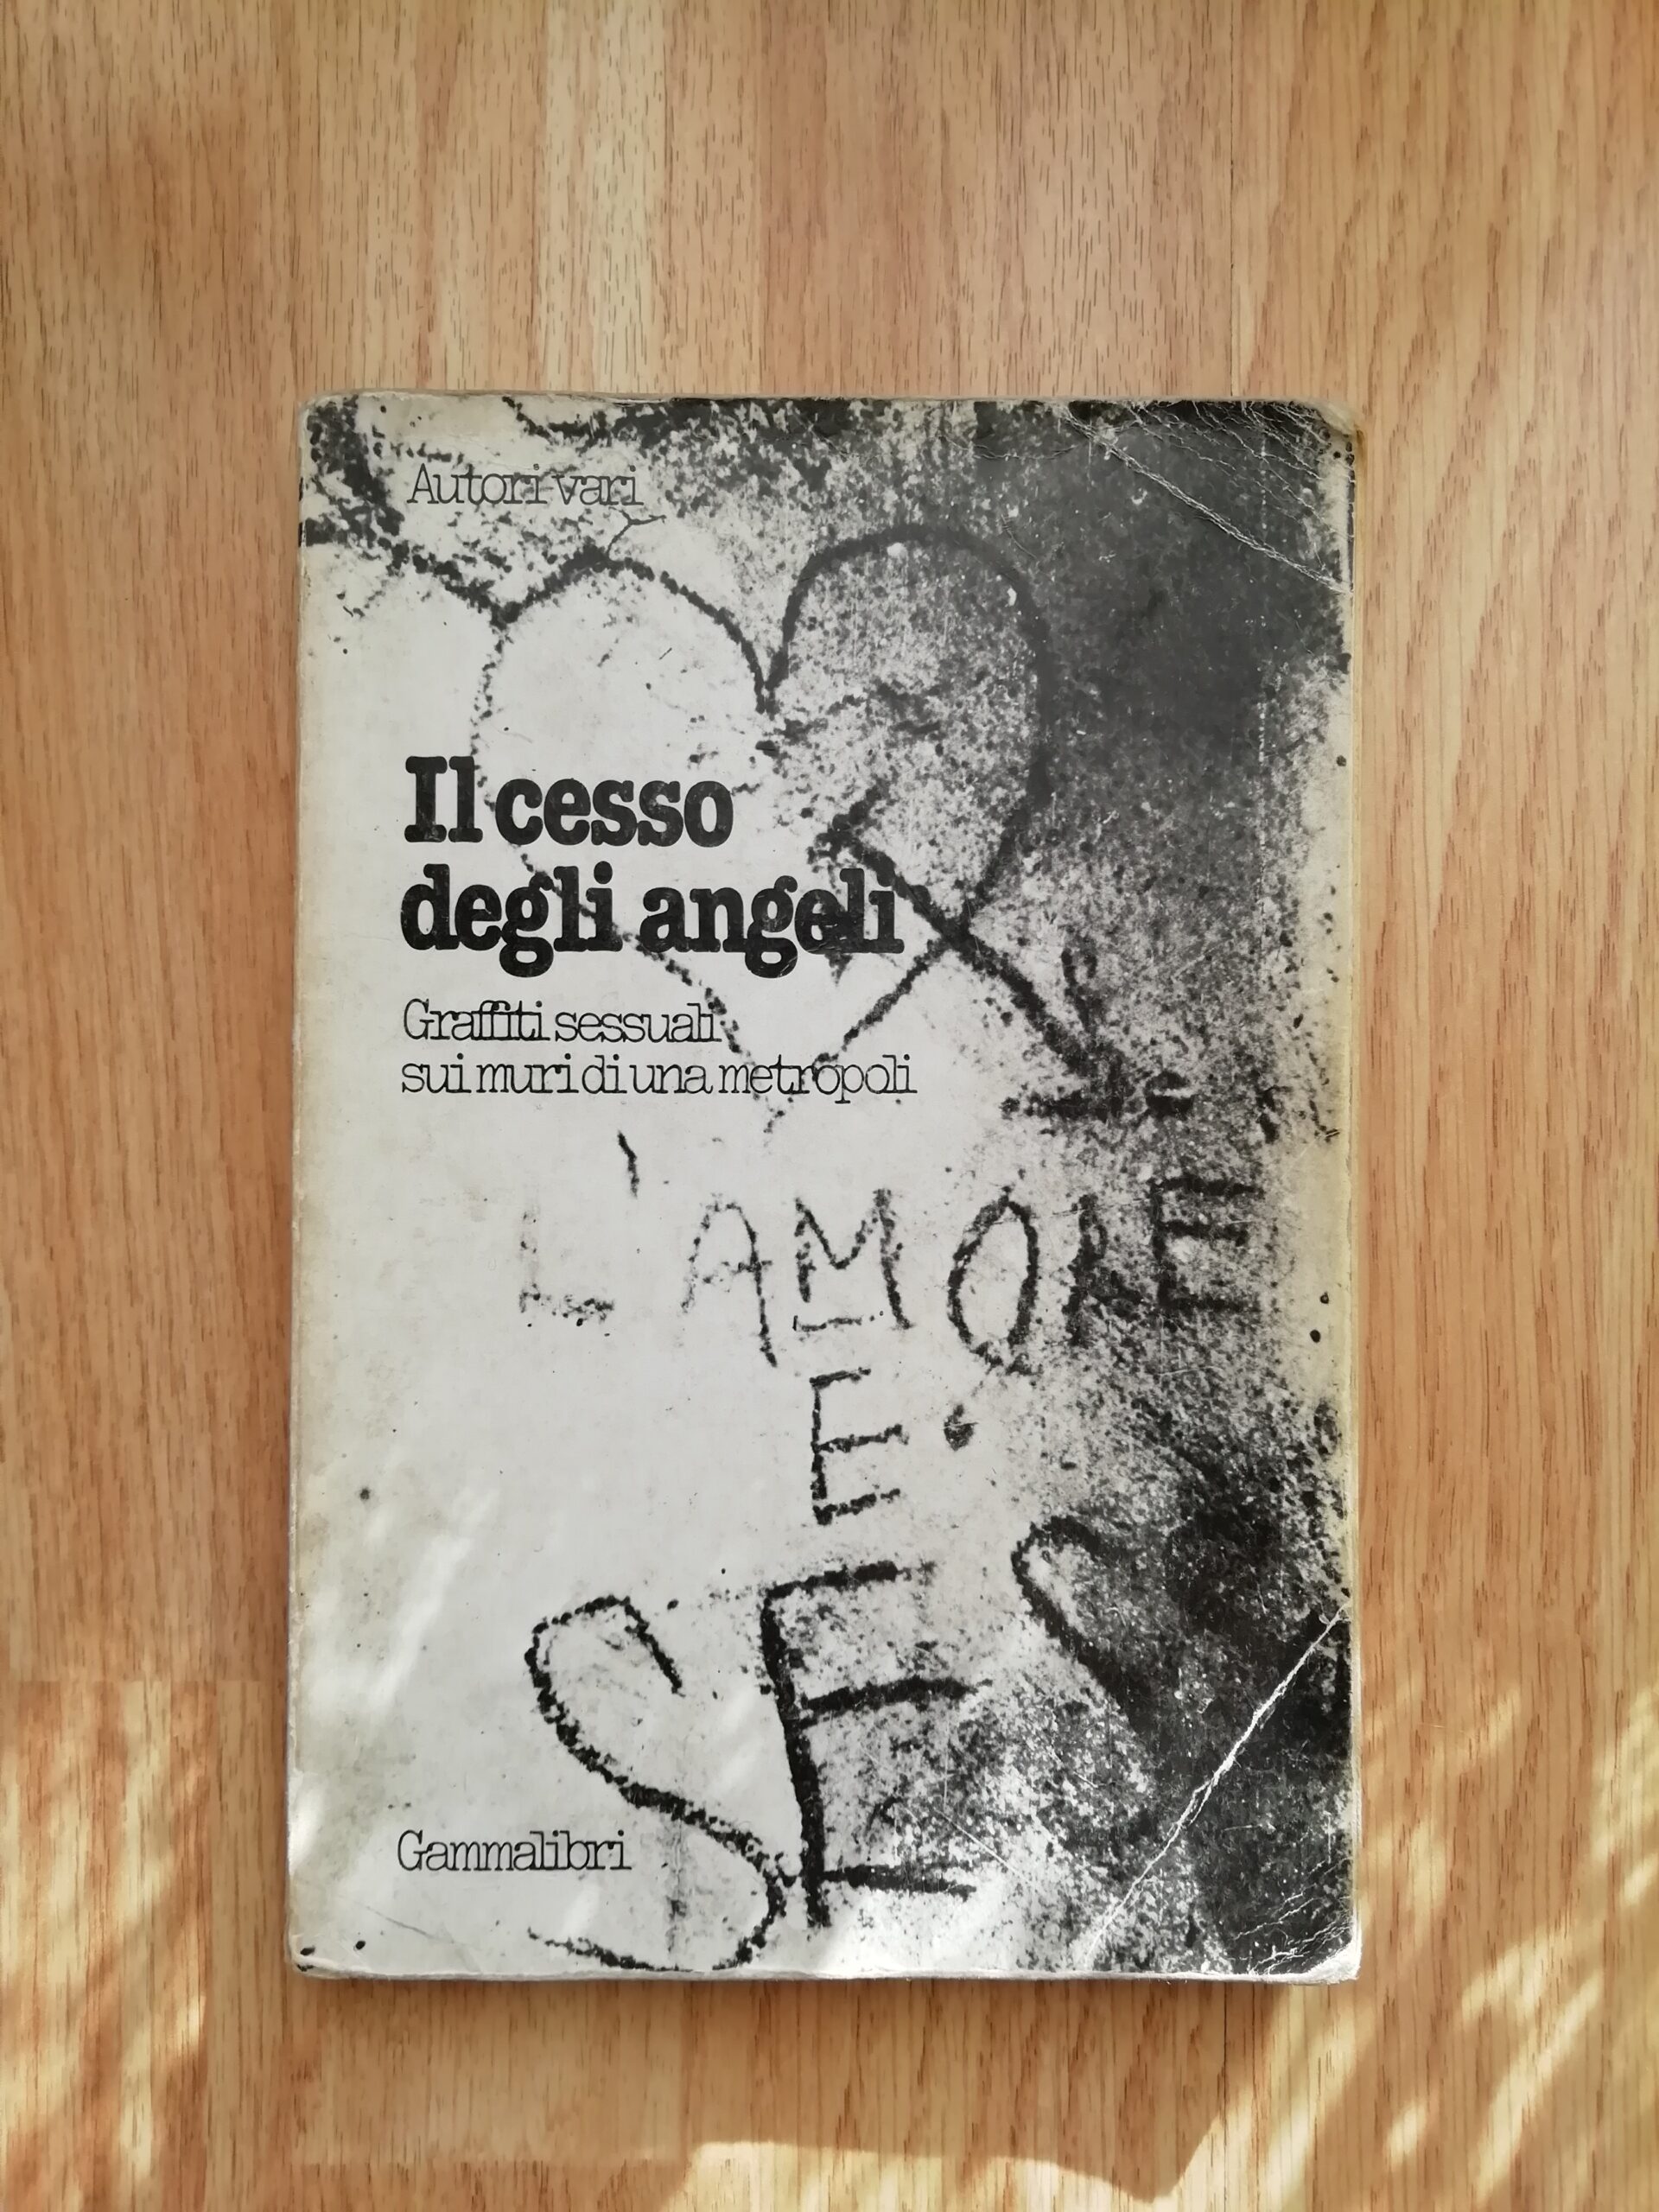 Autori vari
Il cesso
degli angeli
Graffiti sessuali
sui muri di una metropoli
L'AMORE
E'
Gammalibri